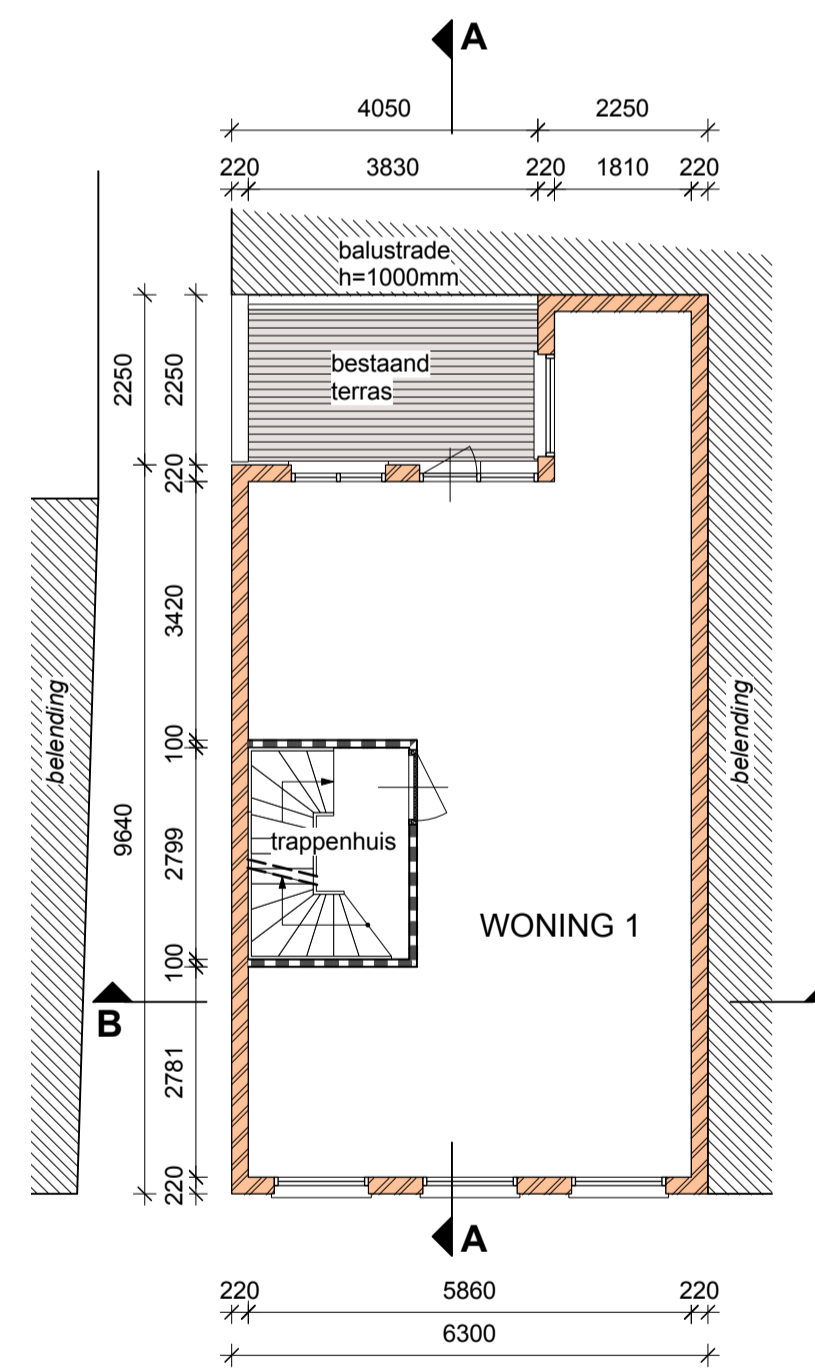 A
4050 2250
220 3830 220 1810 220
balustrade
h=1000mm
bestaand
terras
2250
2250
220
3420
100
2799
100
2781
220
9640
belending
belending
trappenhuis
WONING 1
B
A
220 5860 220
6300